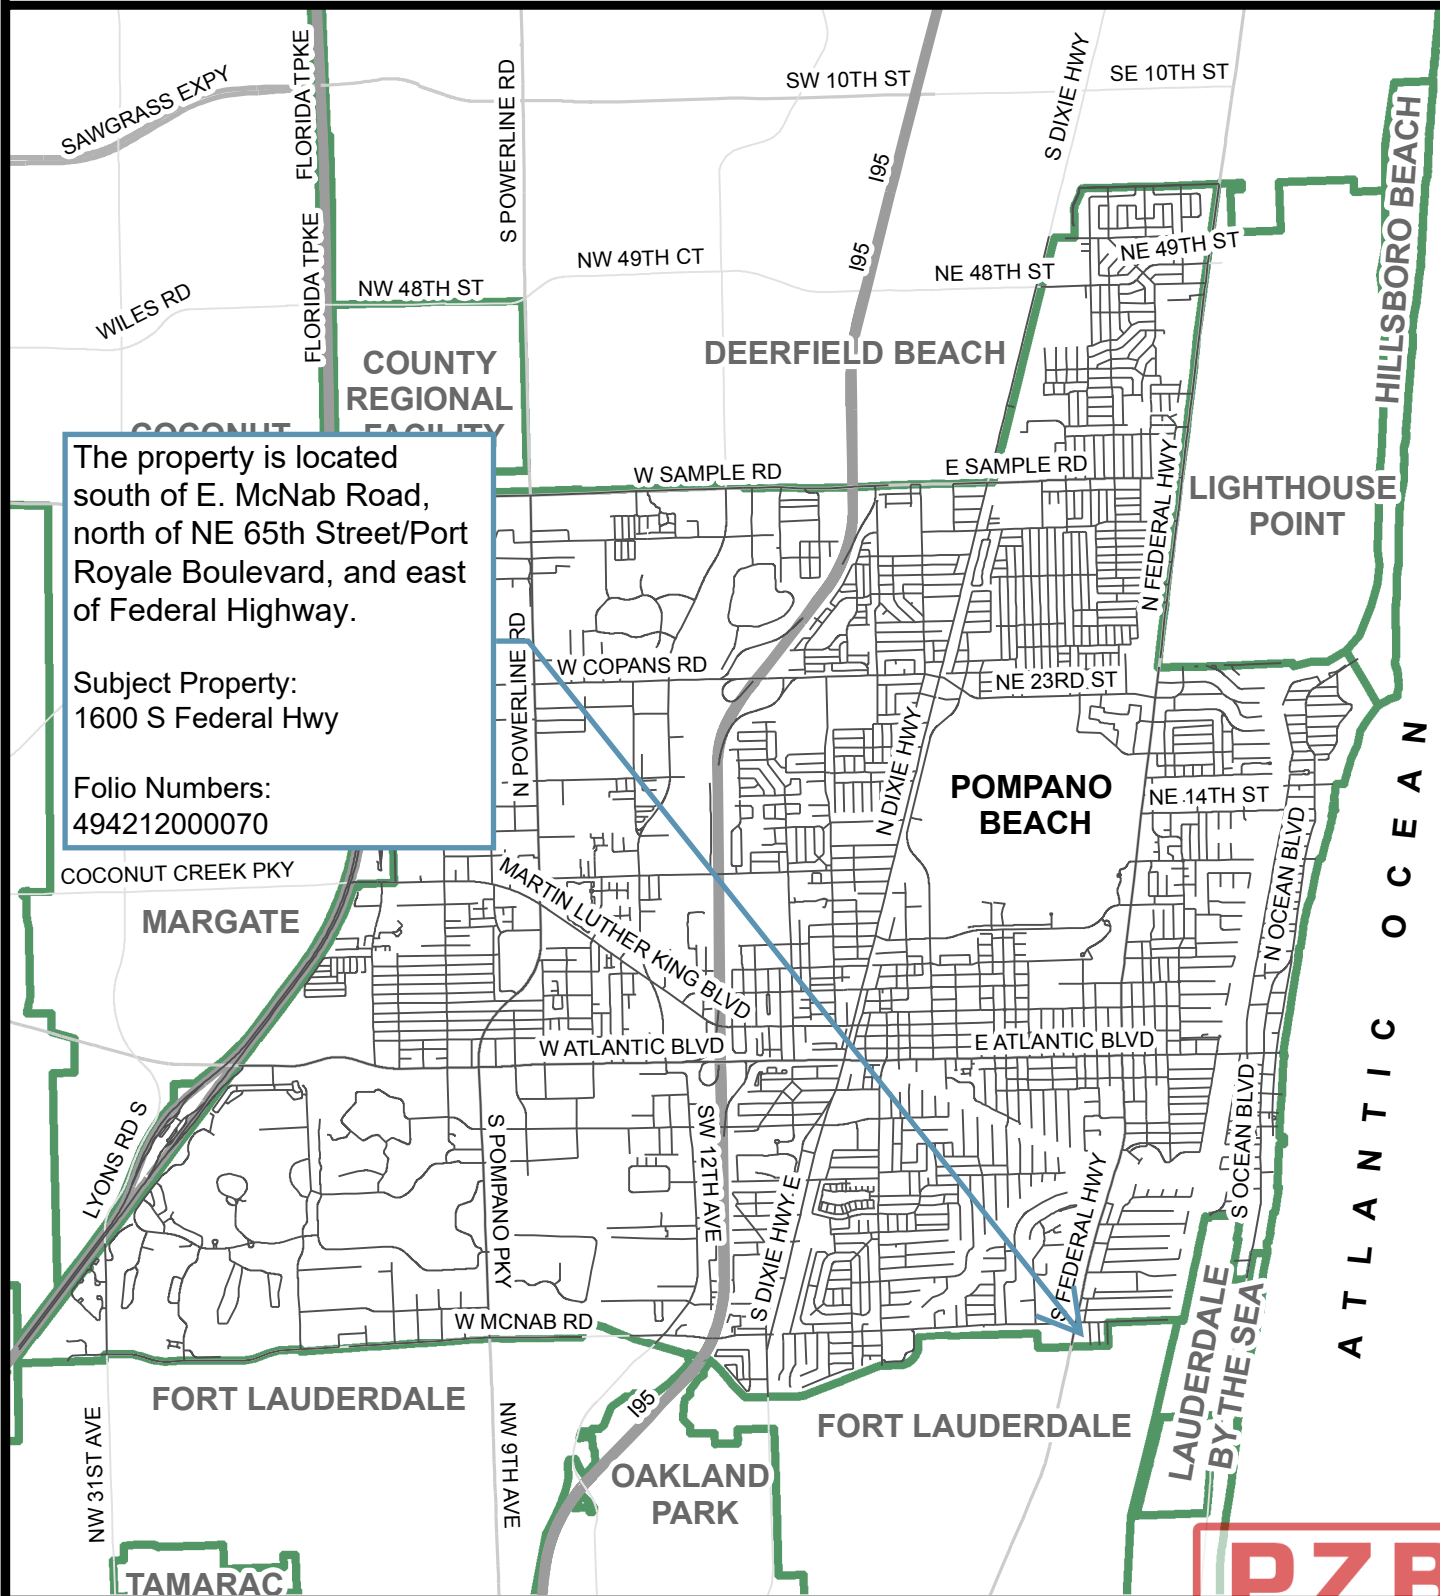 SAWGRASS EXPY
FLORIDA TPKE
S POWERLINE RD
SW 10TH ST
S DIXIE HWY
SE 10TH ST
I95
HILLSBORO BEACH
FLORIDA TPKE
I95
NW 49TH CT
NE 48TH ST
NE 49TH ST
NW 48TH ST
WILES RD
DEERFIELD BEACH
COUNTY
REGIONAL
FACILITY
COCONUT
The property is located
south of E. McNab Road,
north of NE 65th Street/Port
Royale Boulevard, and east
of Federal Highway.
Subject Property:
1600 S Federal Hwy
Folio Numbers:
494212000070
W SAMPLE RD
E SAMPLE RD
LIGHTHOUSE
POINT
N FEDERAL HWY
N POWERLINE RD
W COPANS RD
NE 23RD ST
N DIXIE HWY
POMPANO
BEACH
NE 14TH ST
N OCEAN BLVD
ATLANTIC OCEAN
COCONUT CREEK PKY
MARGATE
MARTIN LUTHER KING BLVD
W ATLANTIC BLVD
E ATLANTIC BLVD
LYONS RD S
S POMPANO PKY
SW 12TH AVE
S DIXIE HWY E
S FEDERAL HWY
S OCEAN BLVD
W MCNAB RD
LAUDERDALE
BY THE SEA
FORT LAUDERDALE
I95
FORT LAUDERDALE
NW 31ST AVE
NW 9TH AVE
OAKLAND
PARK
TAMARAC
PZB